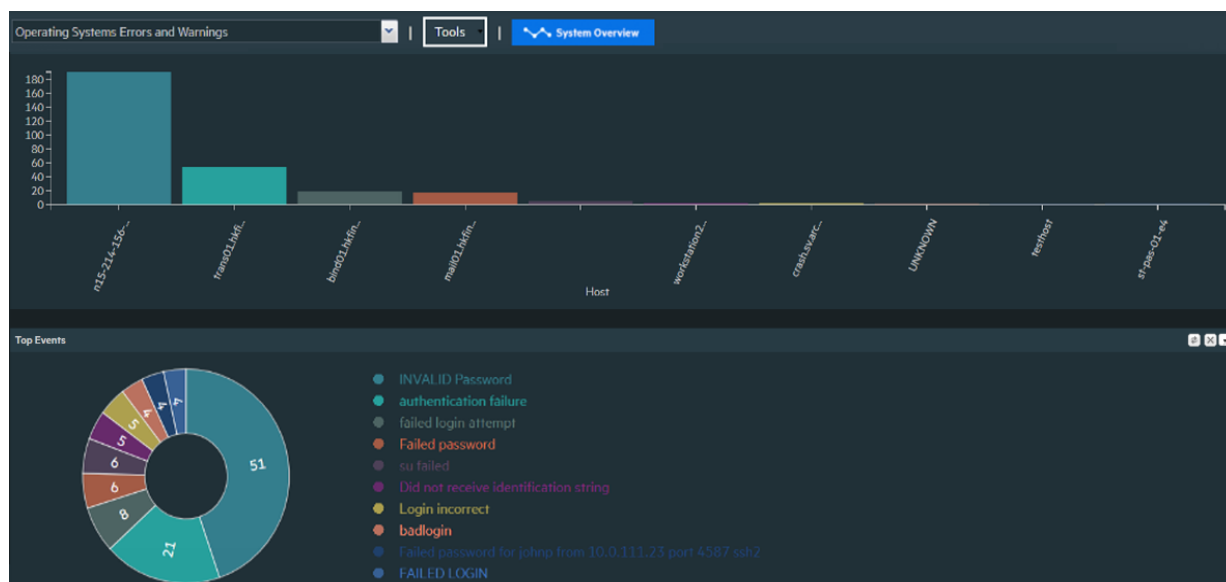 Operating Systems Errors and Warnings | Tools | System Overview
180
160
140
120
100
80
60
40
20
0
n15-214-156-...
trans01.hkfi...
bind01.hkfin...
mail01.hkfin...
workstation2...
crash.sv.arc...
UNKNOWN
testhost
st-pas-01-e4
Host
Top Events
51
21
8
6
6
5
5
4
4
4
INVALID Password
authentication failure
failed login attempt
Failed password
su failed
Did not receive identification string
Login incorrect
badlogin
Failed password for johnp from 10.0.111.23 port 4587 ssh2
FAILED LOGIN